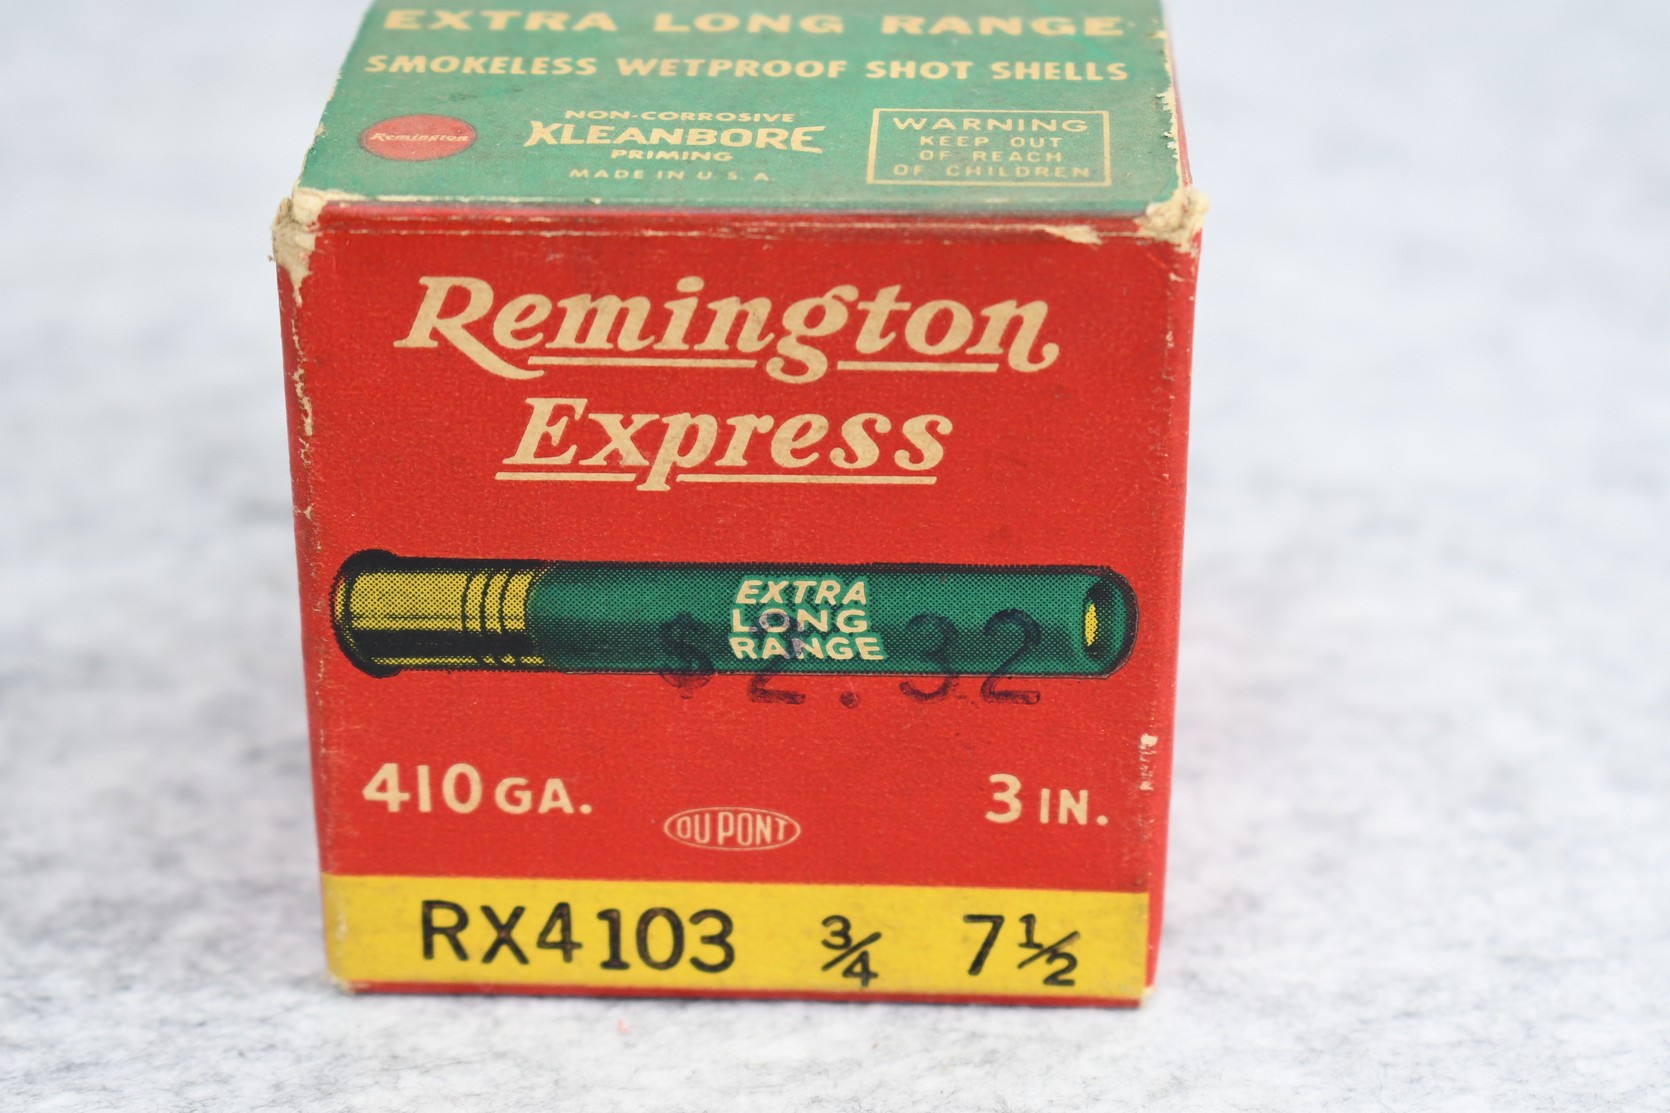 EXTRA LONG RANGE
SMOKELESS WETPROOF SHOT SHELLS
Remington
NON-CORROSIVE
KLEANBORE
PRIMING
MADE IN U.S.A.
WARNING
KEEP OUT
OF REACH
OF CHILDREN
Remington
Express
EXTRA
LONG
RANGE
$2.32
410 GA.
3 IN.
DU PONT
RX4103 3/4 7 1/2